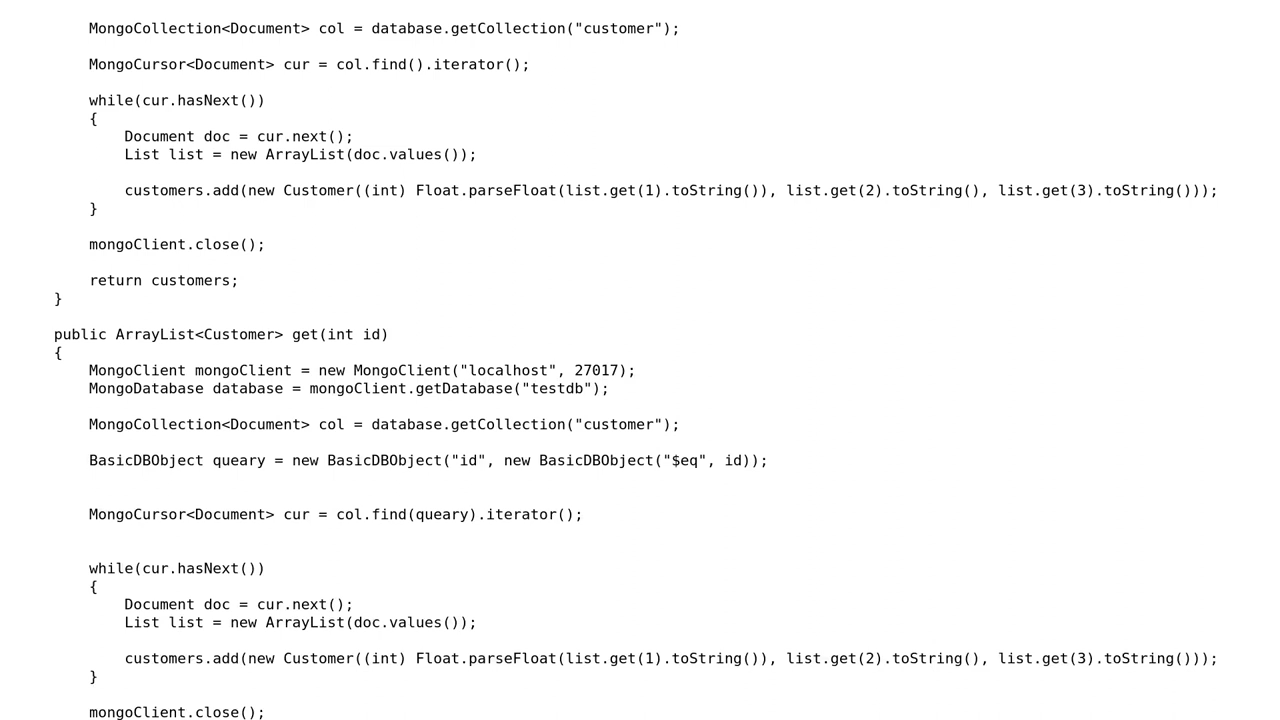 MongoCollection<Document> col = database.getCollection("customer");
MongoCursor<Document> cur = col.find().iterator();
while(cur.hasNext())
{
Document doc = cur.next();
List list = new ArrayList(doc.values());
customers.add(new Customer((int) Float.parseFloat(list.get(1).toString()), list.get(2).toString(), list.get(3).toString()));
}
mongoClient.close();
return customers;
}
public ArrayList<Customer> get(int id)
{
MongoClient mongoClient = new MongoClient("localhost", 27017);
MongoDatabase database = mongoClient.getDatabase("testdb");
MongoCollection<Document> col = database.getCollection("customer");
BasicDBObject queary = new BasicDBObject("id", new BasicDBObject("$eq", id));
MongoCursor<Document> cur = col.find(queary).iterator();
while(cur.hasNext())
{
Document doc = cur.next();
List list = new ArrayList(doc.values());
customers.add(new Customer((int) Float.parseFloat(list.get(1).toString()), list.get(2).toString(), list.get(3).toString()));
}
mongoClient.close();